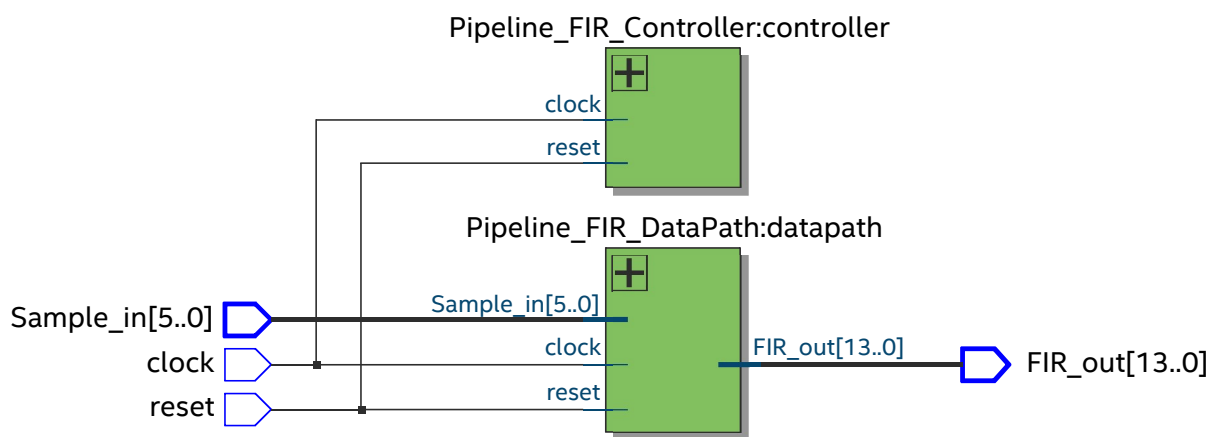 Pipeline_FIR_Controller:controller
clock
reset
Pipeline_FIR_DataPath:datapath
Sample_in[5..0]
Sample_in[5..0]
clock
clock
FIR_out[13..0]
FIR_out[13..0]
reset
reset